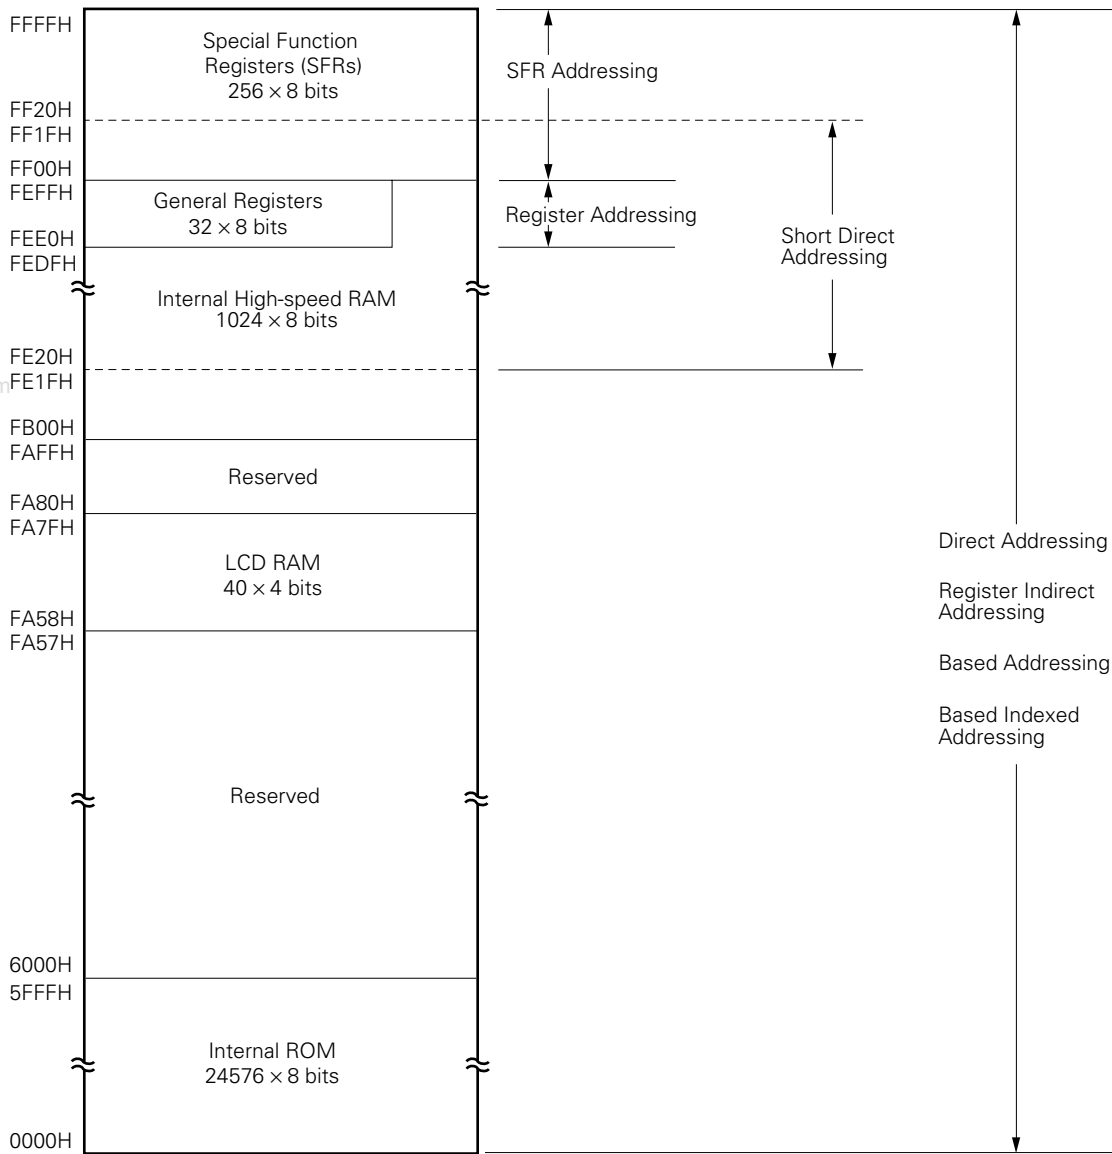 FFFFH
Special Function
Registers (SFRs)
256 × 8 bits
SFR Addressing
FF20H
FF1FH
FF00H
FEFFH
General Registers
32 × 8 bits
Register Addressing
FEE0H
FEDFH
Short Direct
Addressing
Internal High-speed RAM
1024 × 8 bits
FE20H
FE1FH
FB00H
FAFFH
Reserved
FA80H
FA7FH
LCD RAM
40 × 4 bits
FA58H
FA57H
Direct Addressing
Register Indirect
Addressing
Based Addressing
Based Indexed
Addressing
Reserved
6000H
5FFFH
Internal ROM
24576 × 8 bits
0000H